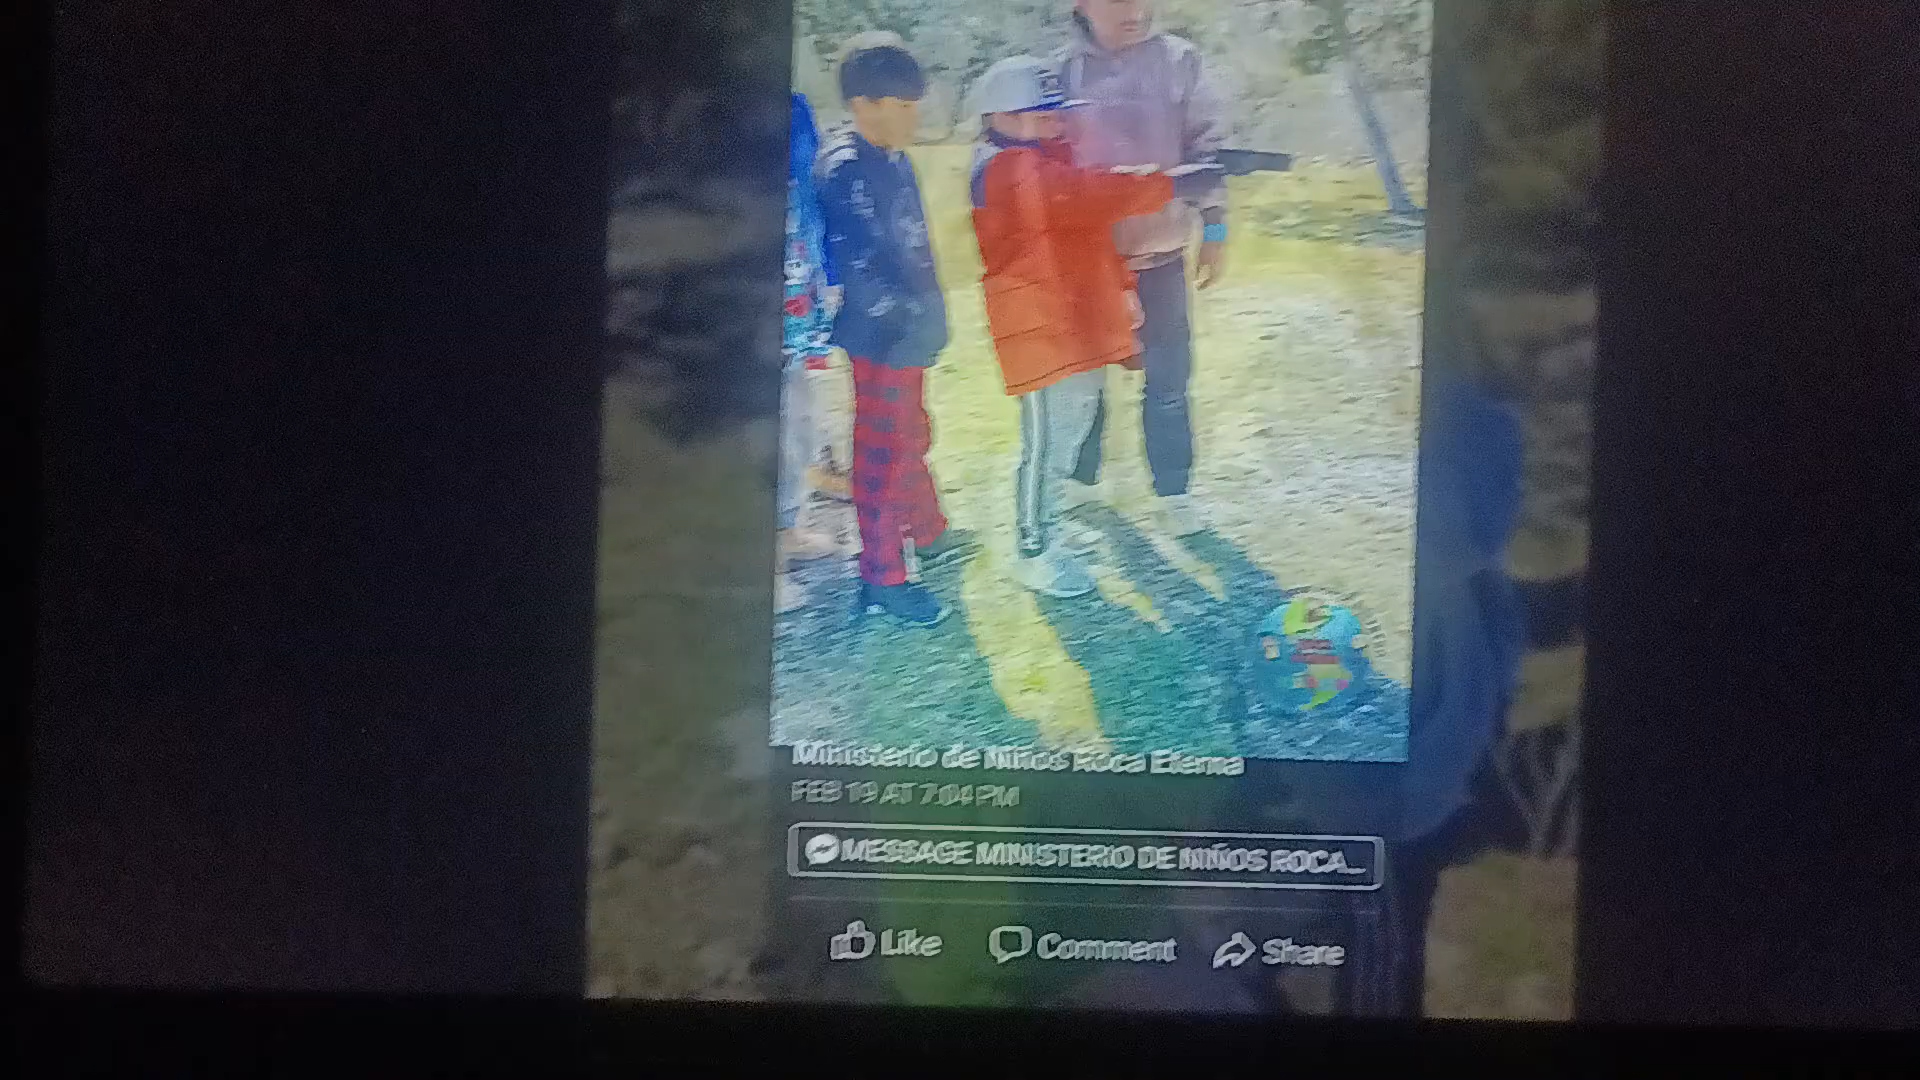 Ministerio de Niños Roca Eterna
FEB 19 AT 7:04 PM
MESSAGE MINISTERIO DE NIÑOS ROCA...
Like Comment Share